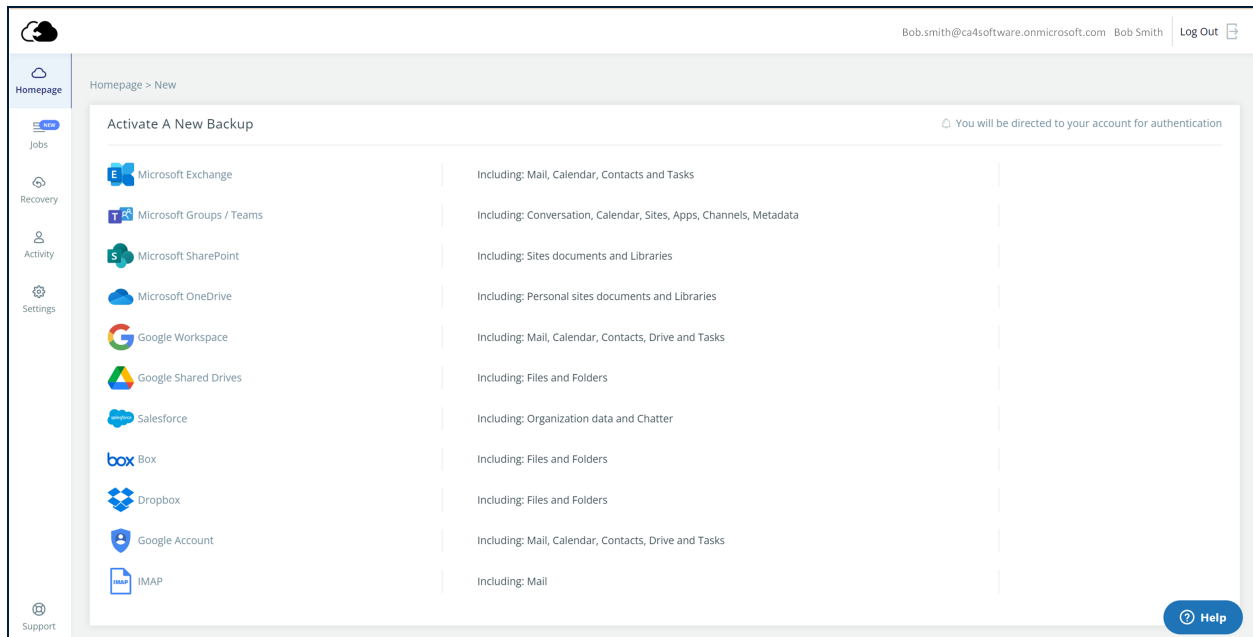 Bob.smith@ca4software.onmicrosoft.com Bob Smith Log Out
Homepage
NEW
Jobs
Recovery
Activity
Settings
Support
Homepage > New
Activate A New Backup
You will be directed to your account for authentication
E Microsoft Exchange Including: Mail, Calendar, Contacts and Tasks
T Microsoft Groups / Teams Including: Conversation, Calendar, Sites, Apps, Channels, Metadata
S Microsoft SharePoint Including: Sites documents and Libraries
Microsoft OneDrive Including: Personal sites documents and Libraries
G Google Workspace Including: Mail, Calendar, Contacts, Drive and Tasks
Google Shared Drives Including: Files and Folders
salesforce Salesforce Including: Organization data and Chatter
box Box Including: Files and Folders
Dropbox Including: Files and Folders
Google Account Including: Mail, Calendar, Contacts, Drive and Tasks
IMAP IMAP Including: Mail
? Help